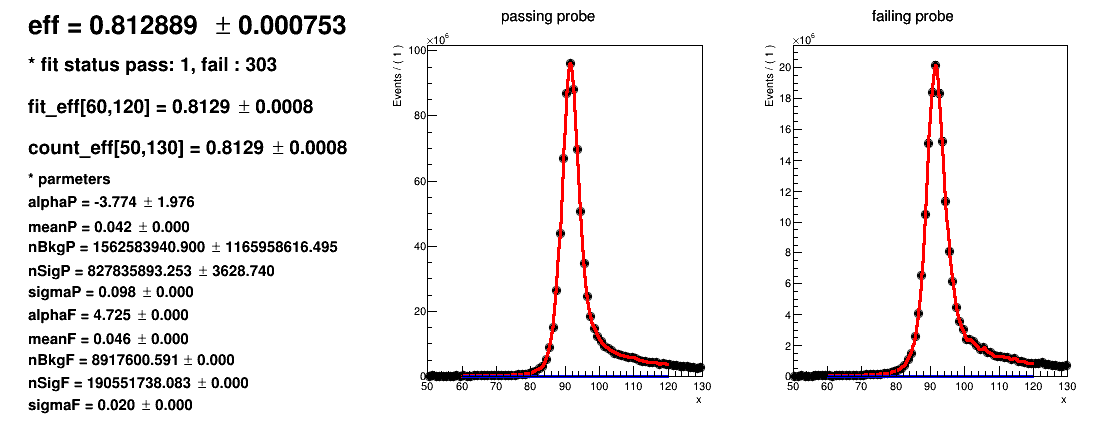 eff = 0.812889 ± 0.000753
* fit status pass: 1, fail : 303
fit_eff[60,120] = 0.8129 ± 0.0008
count_eff[50,130] = 0.8129 ± 0.0008
* parmeters
alphaP = -3.774 ± 1.976
meanP = 0.042 ± 0.000
nBkgP = 1562583940.900 ± 1165958616.495
nSigP = 827835893.253 ± 3628.740
sigmaP = 0.098 ± 0.000
alphaF = 4.725 ± 0.000
meanF = 0.046 ± 0.000
nBkgF = 8917600.591 ± 0.000
nSigF = 190551738.083 ± 0.000
sigmaF = 0.020 ± 0.000
passing probe
×10⁶
Events / ( 1 )
100
80
60
40
20
0
50 60 70 80 90 100 110 120 130
x
failing probe
×10⁶
Events / ( 1 )
20
18
16
14
12
10
8
6
4
2
0
50 60 70 80 90 100 110 120 130
x